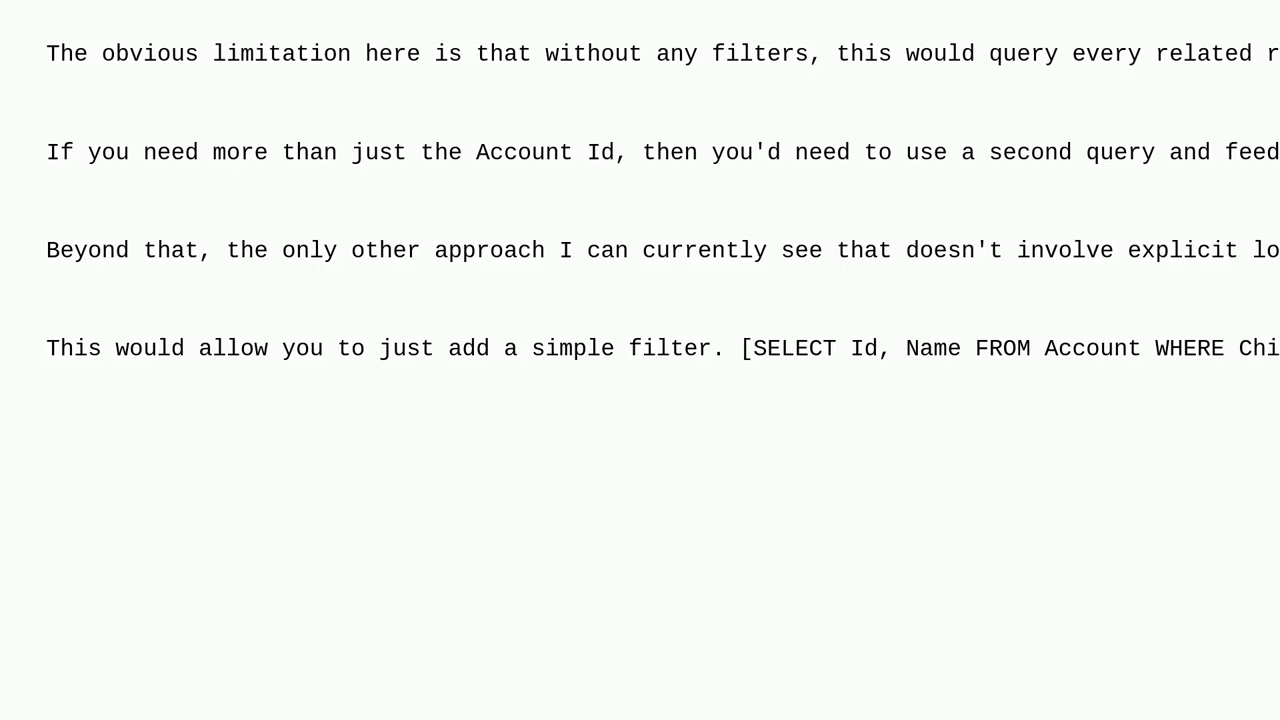 The obvious limitation here is that without any filters, this would query every related
If you need more than just the Account Id, then you'd need to use a second query and feed
Beyond that, the only other approach I can currently see that doesn't involve explicit
This would allow you to just add a simple filter. [SELECT Id, Name FROM Account WHERE